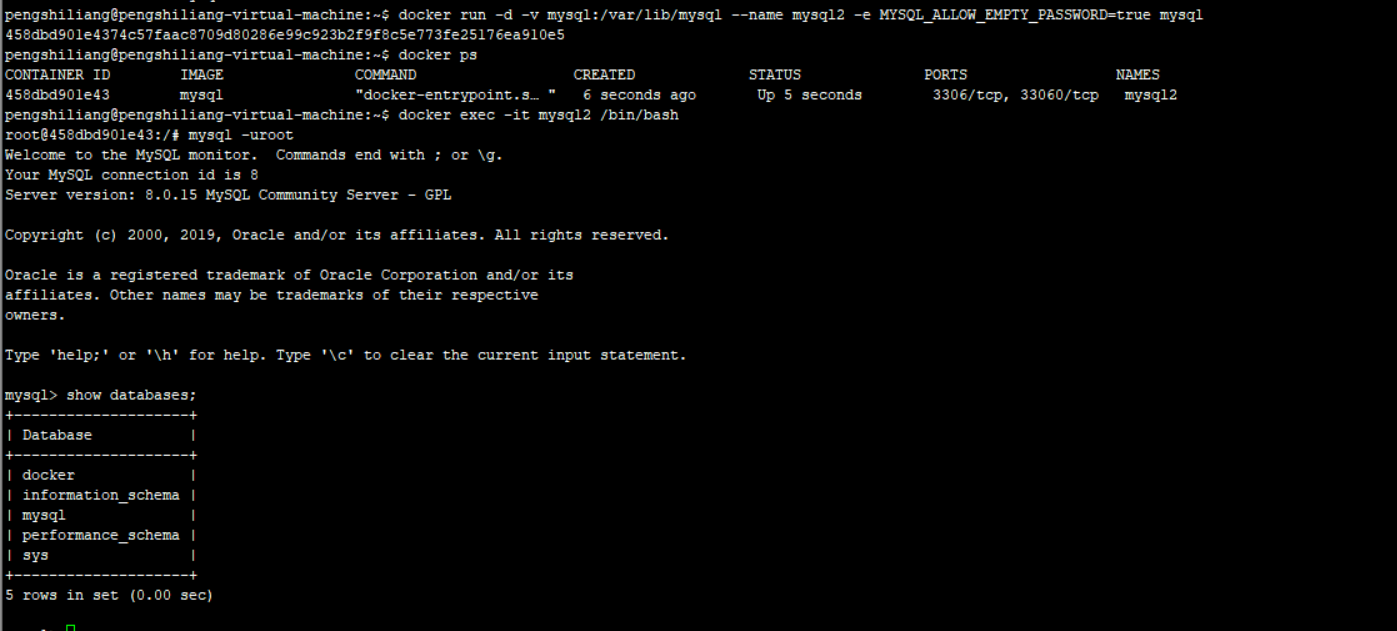 pengshiliang@pengshiliang-virtual-machine:~$ docker run -d -v mysql:/var/lib/mysql --name mysql2 -e MYSQL_ALLOW_EMPTY_PASSWORD=true mysql
458dbd901e4374c57faac8709d80286e99c923b2f9f8c5e773fe25176ea910e5
pengshiliang@pengshiliang-virtual-machine:~$ docker ps
CONTAINER ID        IMAGE               COMMAND                  CREATED             STATUS              PORTS                 NAMES
458dbd901e43        mysql               "docker-entrypoint.s… "   6 seconds ago       Up 5 seconds        3306/tcp, 33060/tcp   mysql2
pengshiliang@pengshiliang-virtual-machine:~$ docker exec -it mysql2 /bin/bash
root@458dbd901e43:/# mysql -uroot
Welcome to the MySQL monitor.  Commands end with ; or \g.
Your MySQL connection id is 8
Server version: 8.0.15 MySQL Community Server - GPL

Copyright (c) 2000, 2019, Oracle and/or its affiliates. All rights reserved.

Oracle is a registered trademark of Oracle Corporation and/or its
affiliates. Other names may be trademarks of their respective
owners.

Type 'help;' or '\h' for help. Type '\c' to clear the current input statement.

mysql> show databases;
+--------------------+
| Database           |
+--------------------+
| docker             |
| information_schema |
| mysql              |
| performance_schema |
| sys                |
+--------------------+
5 rows in set (0.00 sec)